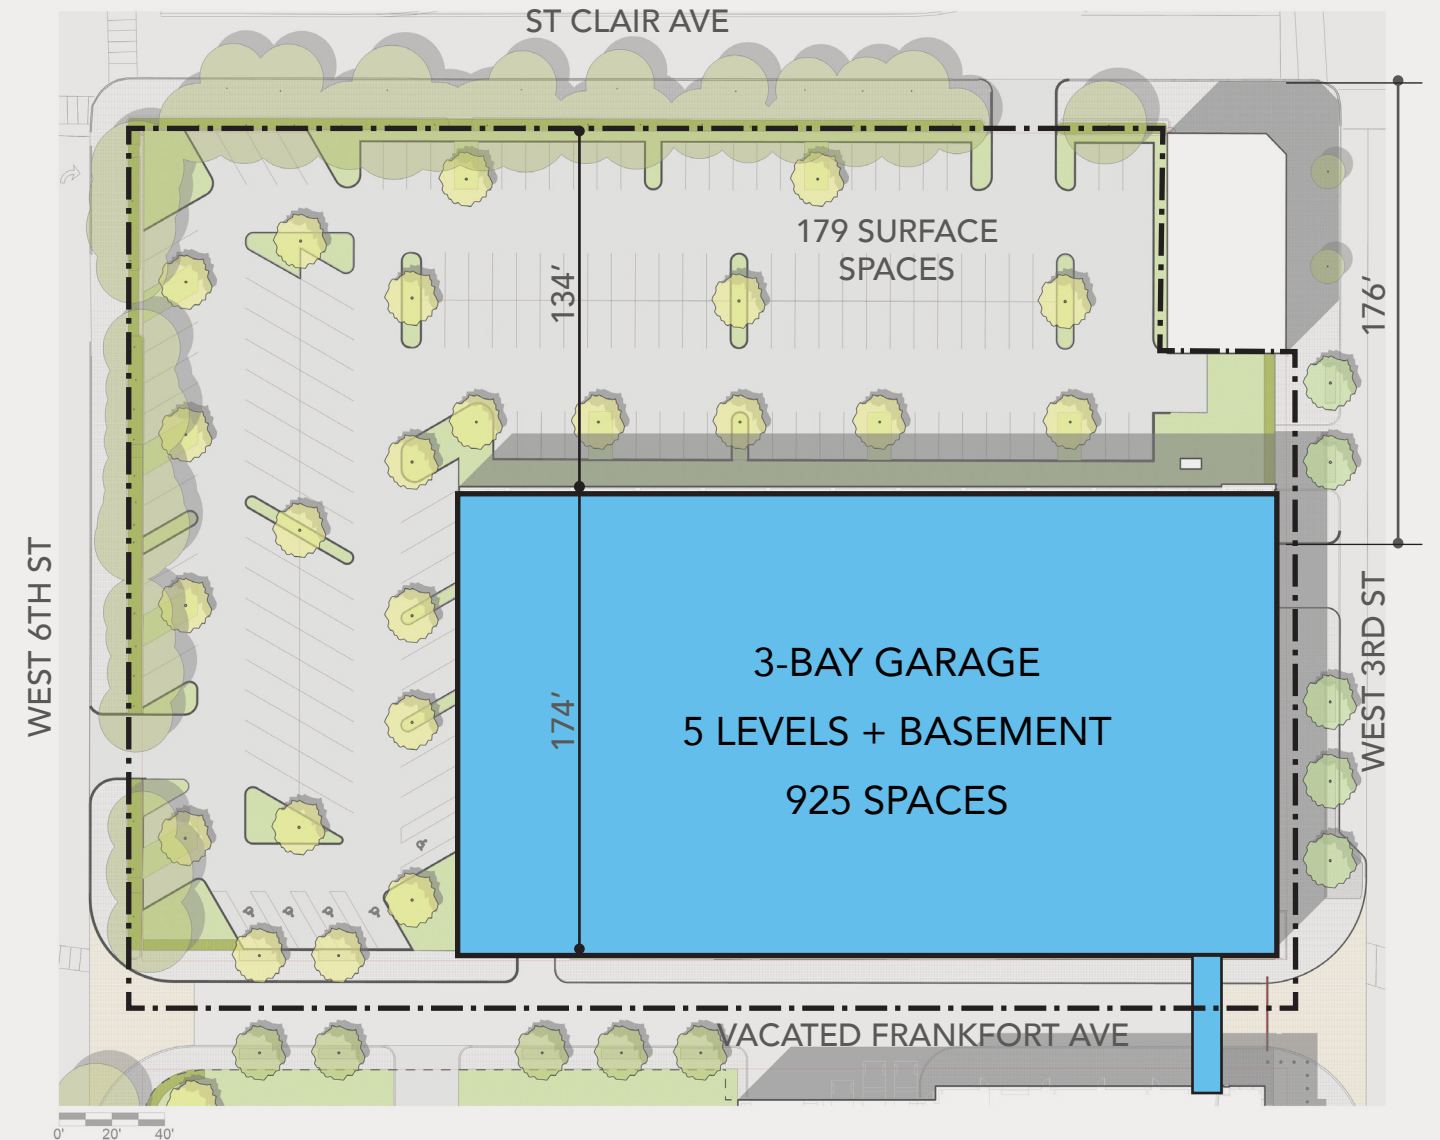 ST CLAIR AVE
179 SURFACE
SPACES
134′
176′
WEST 6TH ST
WEST 3RD ST
174′
3-BAY GARAGE
5 LEVELS + BASEMENT
925 SPACES
VACATED FRANKFORT AVE
0' 20' 40'